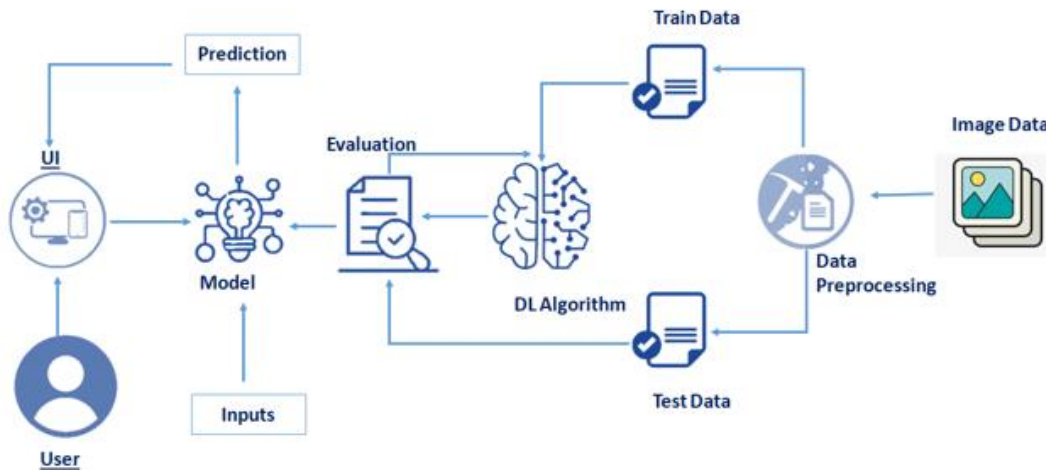 Train Data
Prediction
Image Data
Evaluation
UI
Model
DL Algorithm
Data
Preprocessing
Inputs
Test Data
User